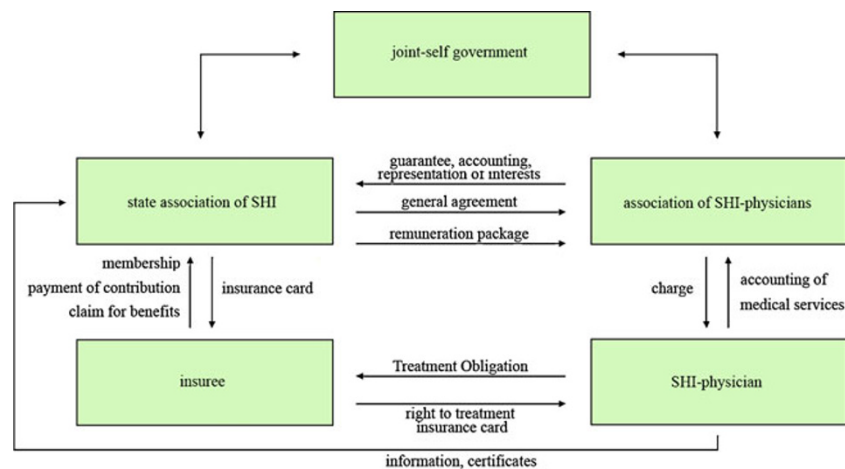 joint-self government
guarantee, accounting,
representation or interests
state association of SHI
general agreement
association of SHI-physicians
remuneration package
membership
payment of contribution
claim for benefits
insurance card
charge
accounting of
medical services
Treatment Obligation
insuree
SHI-physician
right to treatment
insurance card
information, certificates